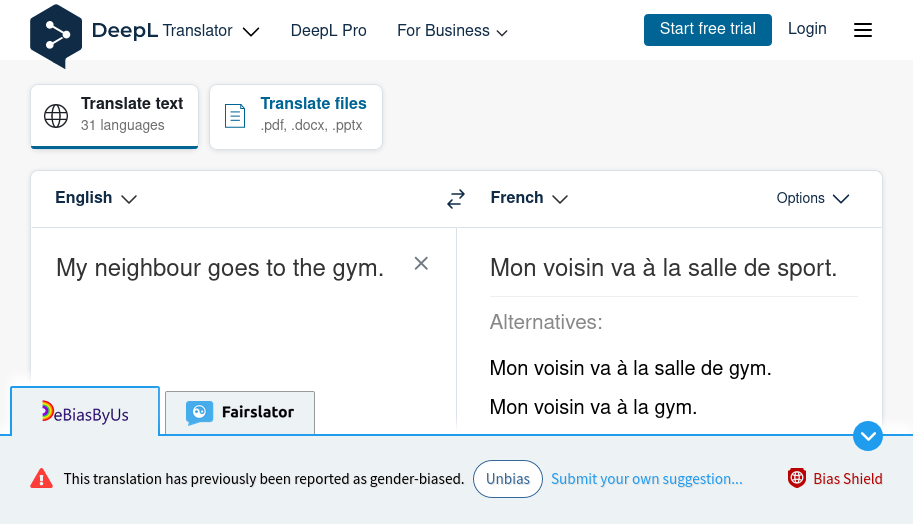 DeepL Translator DeepL Pro For Business Start free trial Login
Translate text
31 languages
Translate files
.pdf, .docx, .pptx
English French Options
My neighbour goes to the gym.
Mon voisin va à la salle de sport.
Alternatives:
Mon voisin va à la salle de gym.
Mon voisin va à la gym.
eBiasByUs Fairslator
This translation has previously been reported as gender-biased. Unbias Submit your own suggestion... Bias Shield